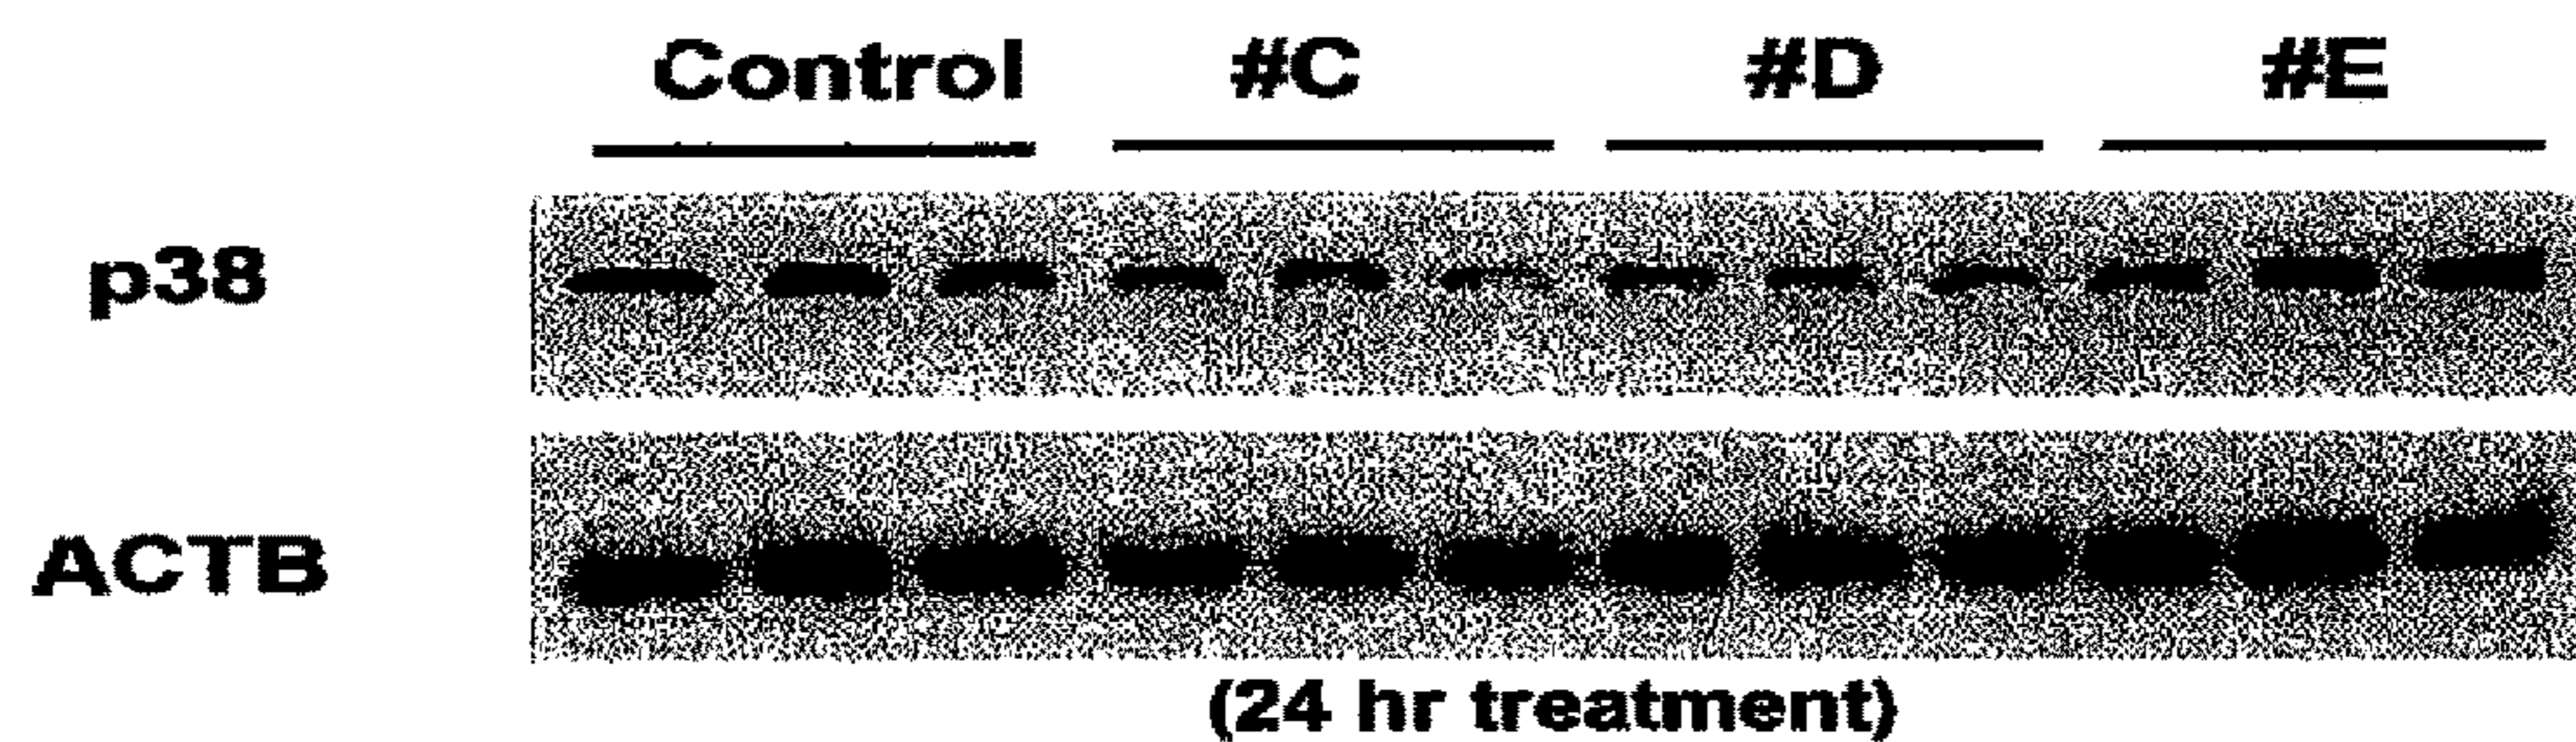 Control #C #D #E
p38
ACTB
(24 hr treatment)